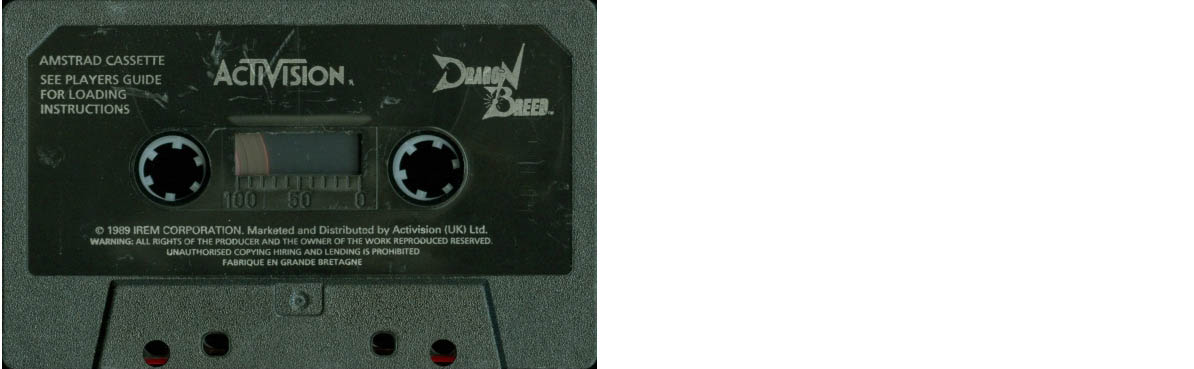 AMSTRAD CASSETTE
SEE PLAYERS GUIDE
FOR LOADING
INSTRUCTIONS
ACTIVISION
DRAGON
BREED™
100 50 0
© 1989 IREM CORPORATION. Marketed and Distributed by Activision (UK) Ltd.
WARNING: ALL RIGHTS OF THE PRODUCER AND THE OWNER OF THE WORK REPRODUCED RESERVED.
UNAUTHORISED COPYING HIRING AND LENDING IS PROHIBITED
FABRIQUE EN GRANDE BRETAGNE